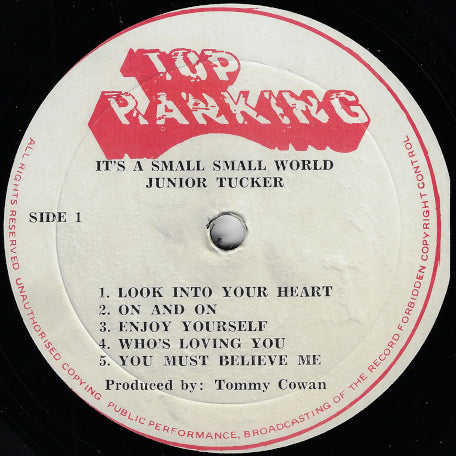 TOP
RANKING
IT'S A SMALL SMALL WORLD
JUNIOR TUCKER
SIDE 1
1. LOOK INTO YOUR HEART
2. ON AND ON
3. ENJOY YOURSELF
4. WHO'S LOVING YOU
5. YOU MUST BELIEVE ME
Produced by: Tommy Cowan
ALL RIGHTS RESERVED UNAUTHORISED COPYING PUBLIC PERFORMANCE, BROADCASTING OF THE RECORD FORBIDDEN COPYRIGHT CONTROL